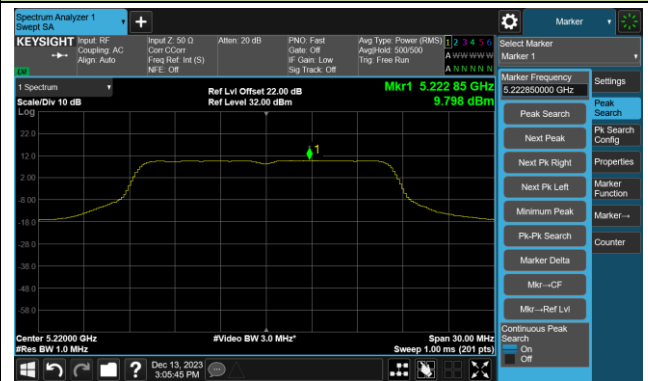 Spectrum Analyzer 1
Swept SA
Marker
KEYSIGHT
Input: RF
Coupling: AC
Align: Auto
Input Z: 50 Ω
Corr CCorr
Freq Ref: Int (S)
NFE: Off
Atten: 20 dB
PNO: Fast
Gate: Off
IF Gain: Low
Sig Track: Off
Avg Type: Power (RMS)
Avg|Hold: 500/500
Trig: Free Run
1 2 3 4 5 6
A W W W W W
A N N N N N
Select Marker
Marker 1
LXI
1 Spectrum
Scale/Div 10 dB
Log
Ref Lvl Offset 22.00 dB
Ref Level 32.00 dBm
Mkr1 5.222 85 GHz
9.798 dBm
22.0
12.0
2.00
-8.00
-18.0
-28.0
-38.0
-48.0
-58.0
1
Center 5.22000 GHz
#Res BW 1.0 MHz
#Video BW 3.0 MHz*
Span 30.00 MHz
Sweep 1.00 ms (201 pts)
Marker Frequency
5.222850000 GHz
Peak Search
Next Peak
Next Pk Right
Next Pk Left
Minimum Peak
Pk-Pk Search
Marker Delta
Mkr→CF
Mkr→Ref Lvl
Continuous Peak
Search
On
Off
Settings
Peak
Search
Pk Search
Config
Properties
Marker
Function
Marker→
Counter
?
Dec 13, 2023
3:05:45 PM